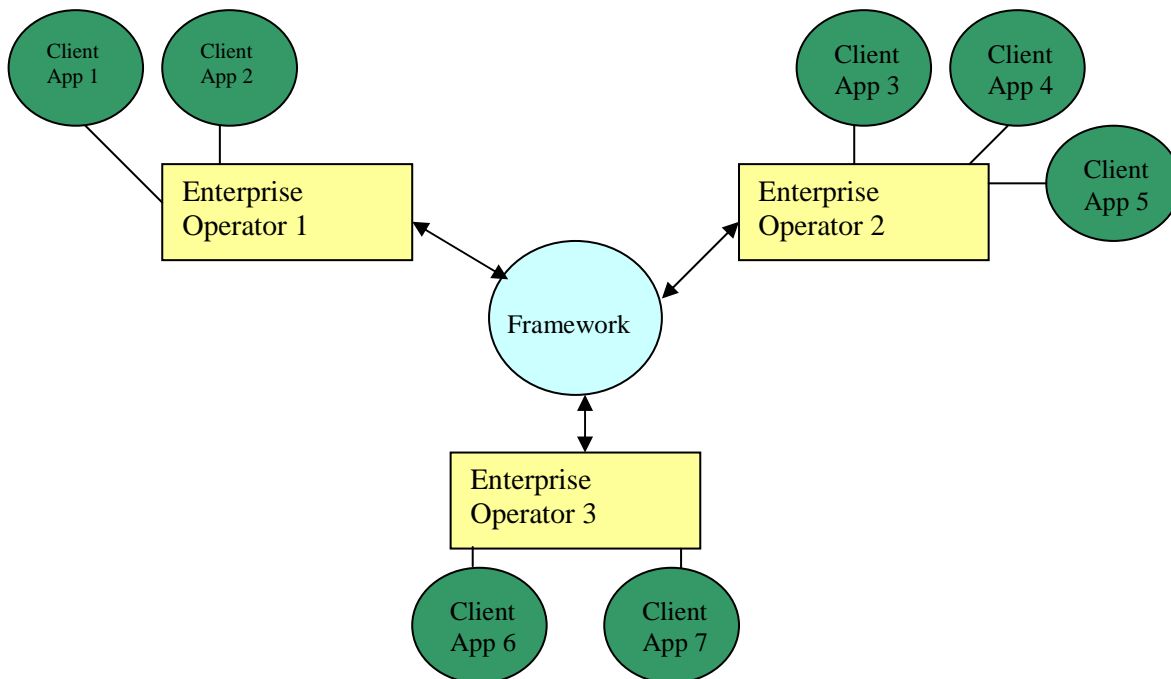 Client
App 1
Client
App 2
Client
App 3
Client
App 4
Client
App 5
Enterprise
Operator 1
Enterprise
Operator 2
Framework
Enterprise
Operator 3
Client
App 6
Client
App 7